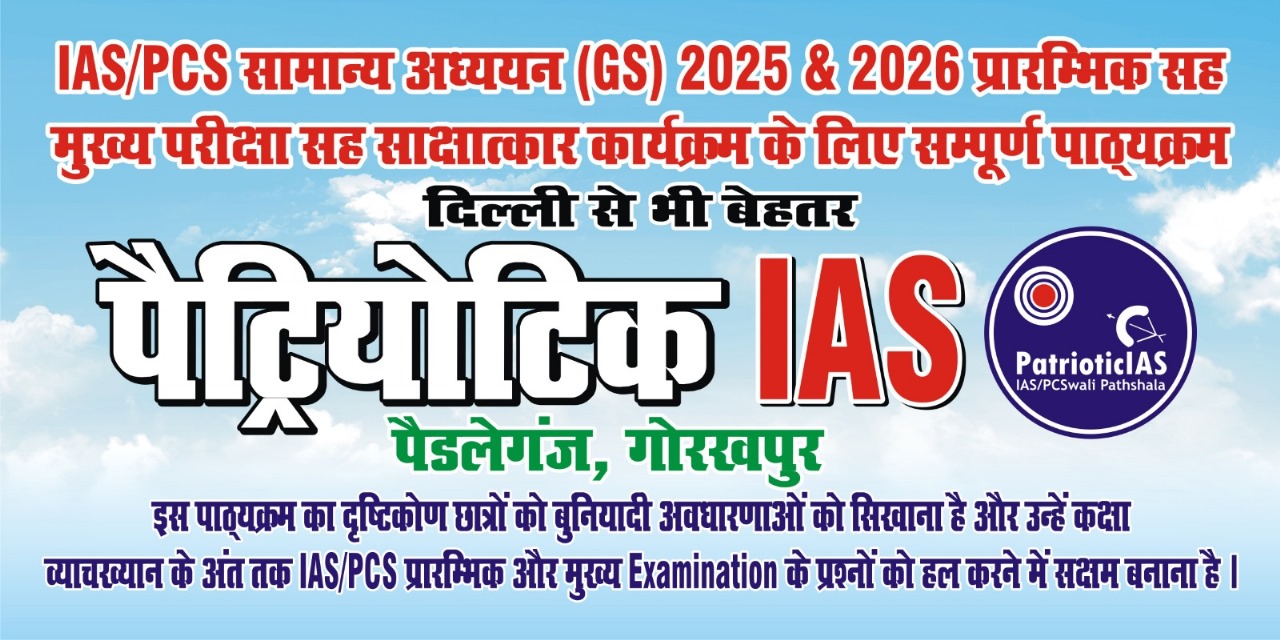 IAS/PCS सामान्य अध्ययन (GS) 2025 & 2026 प्रारम्भिक सह
मुख्य परीक्षा सह साक्षात्कार कार्यक्रम के लिए सम्पूर्ण पाठ्यक्रम
दिल्ली से भी बेहतर
पैट्रियोटिक IAS
PatrioticIAS
IAS/PCSwali Pathshala
पैडलेगंज, गोरखपुर
इस पाठ्यक्रम का दृष्टिकोण छात्रों को बुनियादी अवधारणाओं को सिखाना है और उन्हें कक्षा
व्याचख्यान के अंत तक IAS/PCS प्रारम्भिक और मुख्य Examination के प्रश्नों को हल करने में सक्षम बनाना है।